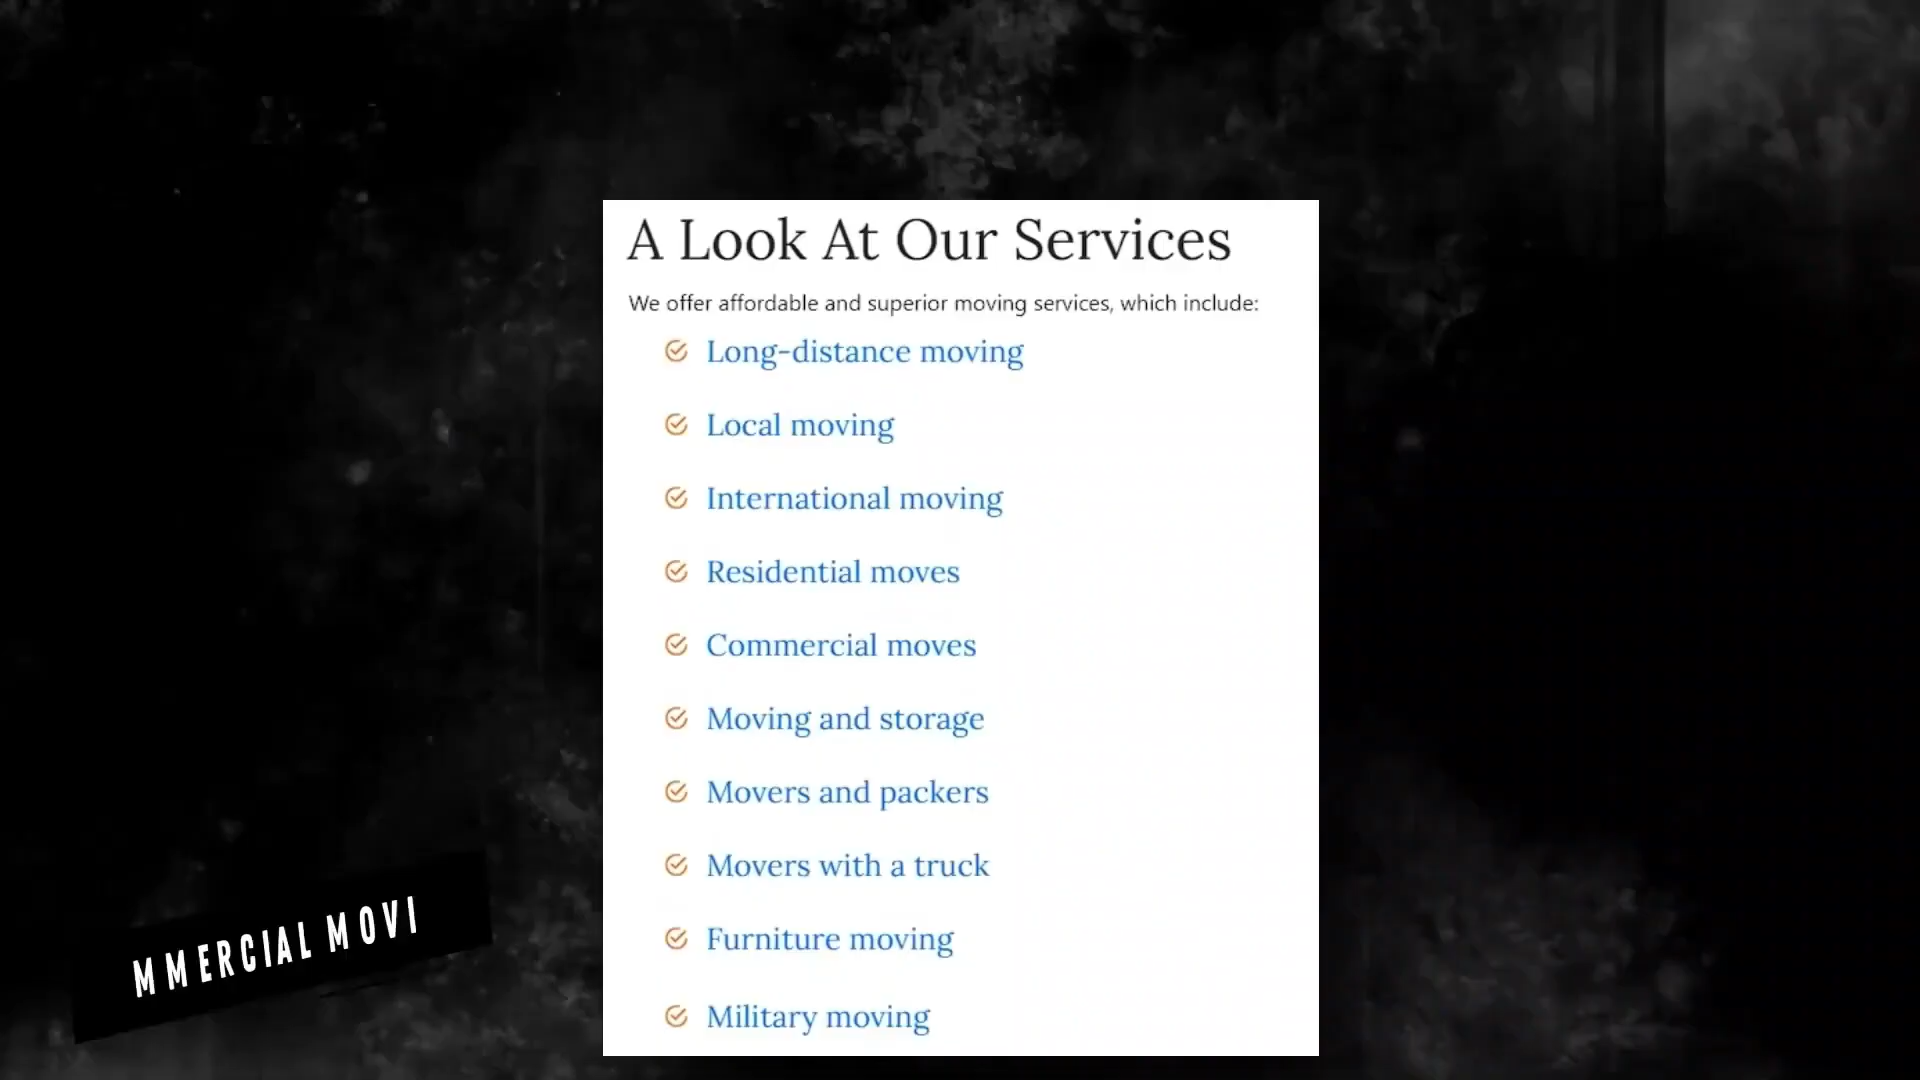 A Look At Our Services
We offer affordable and superior moving services, which include:
Long-distance moving
Local moving
International moving
Residential moves
Commercial moves
Moving and storage
Movers and packers
Movers with a truck
Furniture moving
Military moving
MMERCIAL MOVI